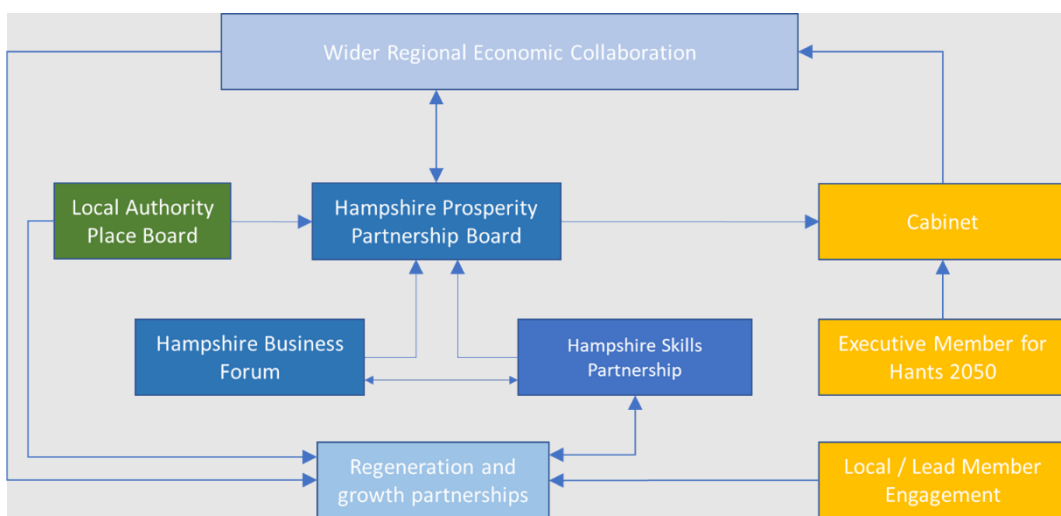 Wider Regional Economic Collaboration
Local Authority
Place Board
Hampshire Prosperity
Partnership Board
Cabinet
Hampshire Business
Forum
Hampshire Skills
Partnership
Executive Member for
Hants 2050
Regeneration and
growth partnerships
Local / Lead Member
Engagement